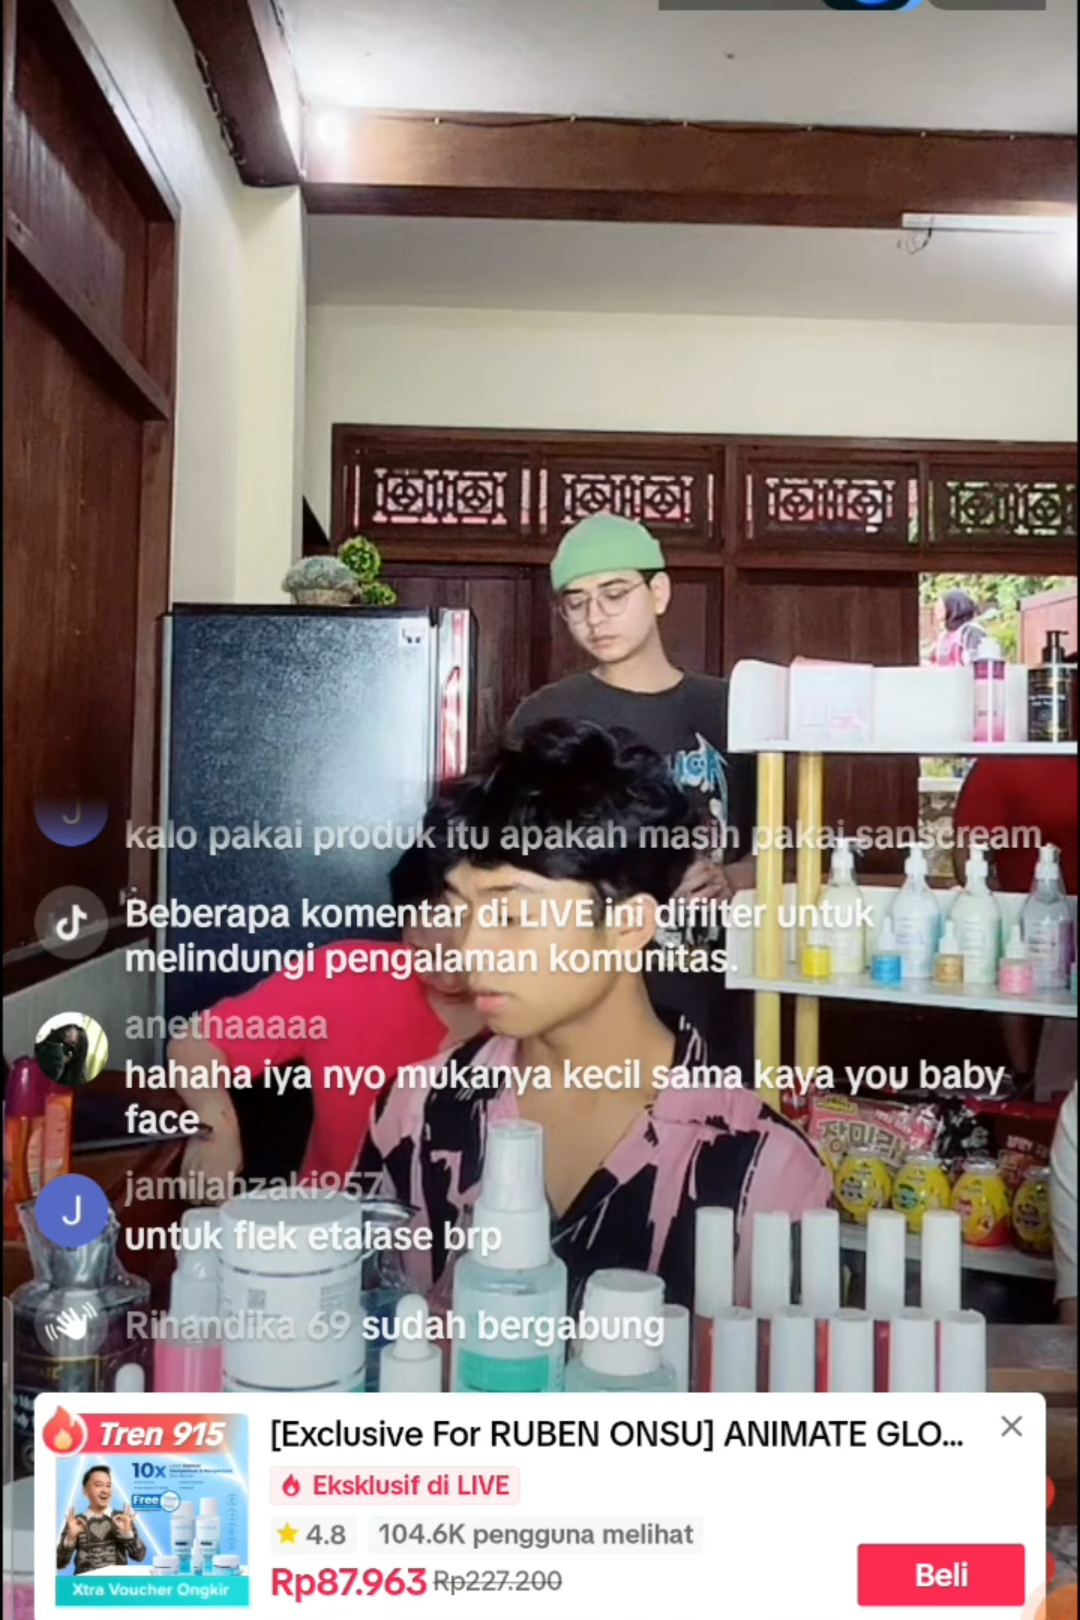 kalo pakai produk itu apakah masih pakai sanscream
Beberapa komentar di LIVE ini difilter untuk
melindungi pengalaman komunitas.
anethaaaaa
hahaha iya nyo mukanya kecil sama kaya you baby
face
J
jamilahzaki957
untuk flek etalase brp
Rihandika 69 sudah bergabung
Tren 915
10x
Free
Xtra Voucher Ongkir
[Exclusive For RUBEN ONSU] ANIMATE GLO...
Eksklusif di LIVE
4.8 104.6K pengguna melihat
Rp87.963 Rp227.200
Beli